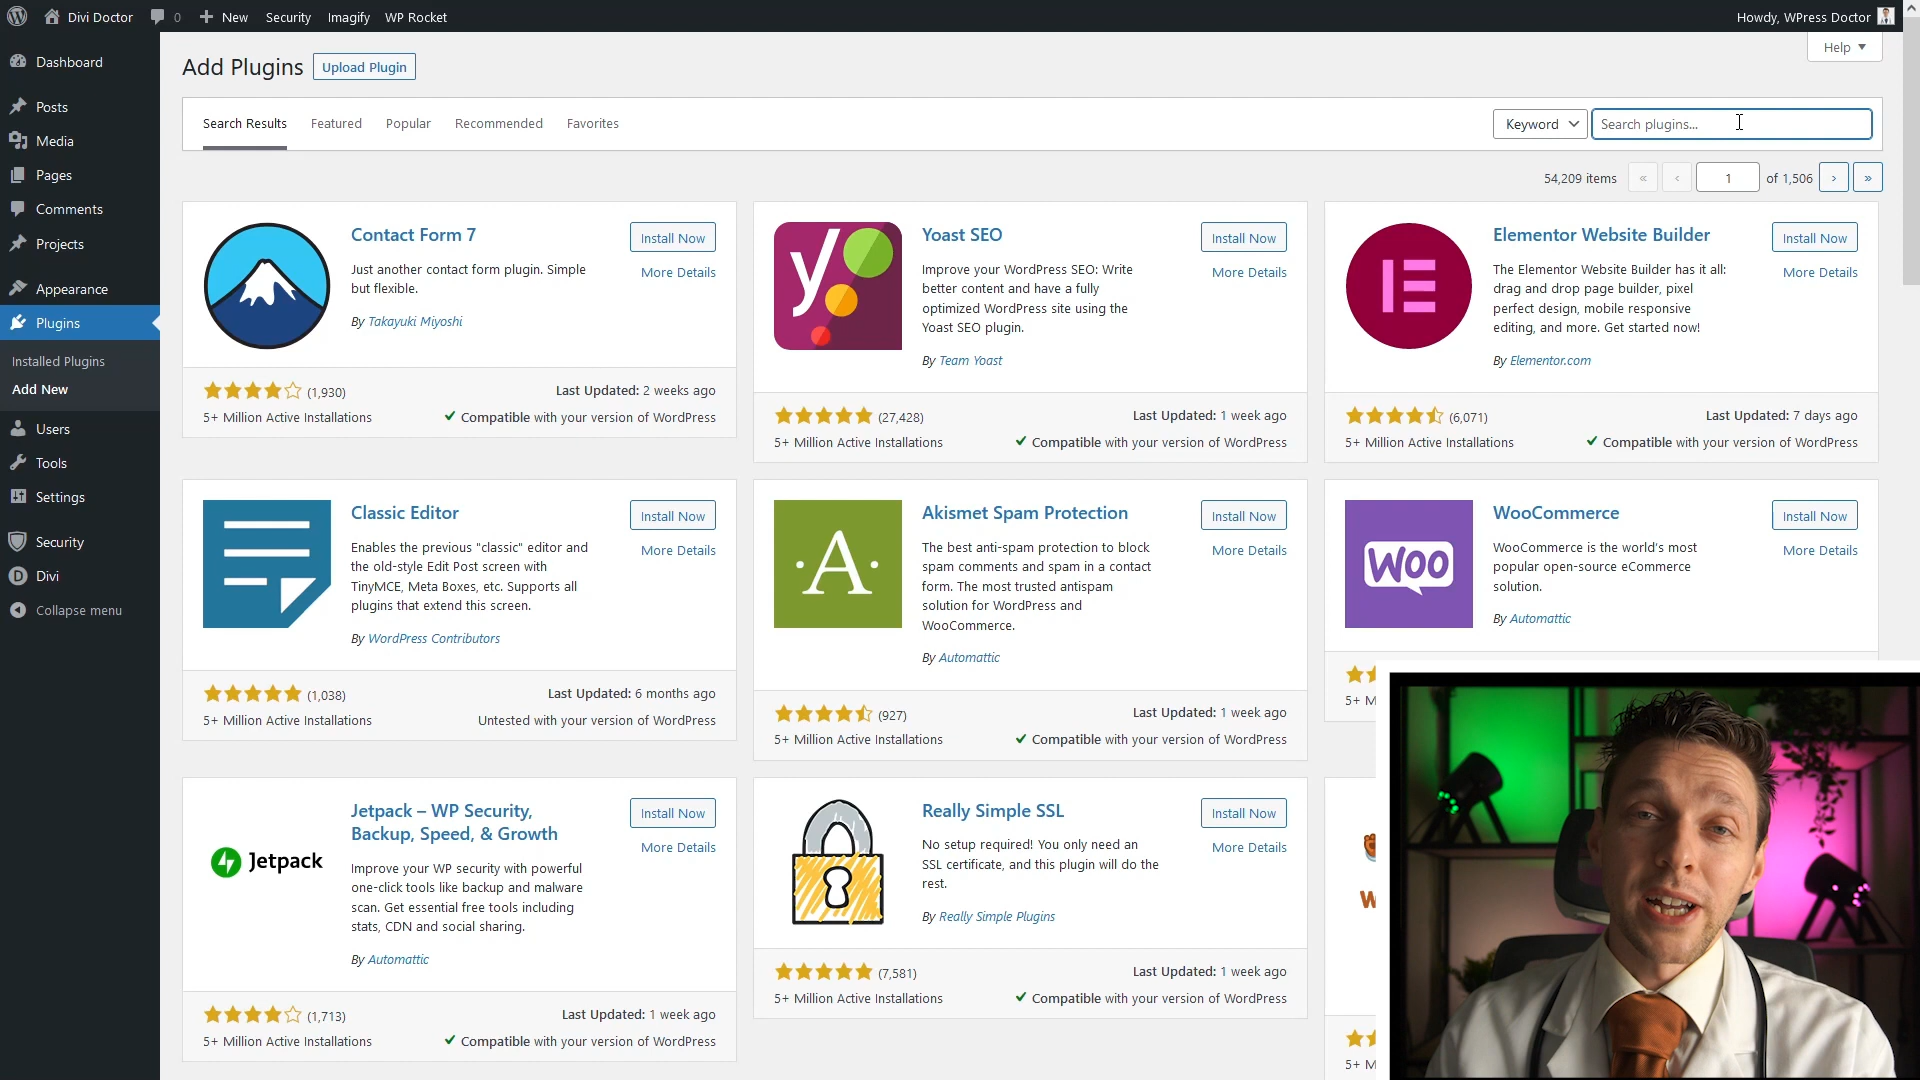 Divi Doctor
0
New
Security
Imagify
WP Rocket
Howdy, WPress Doctor
Help
Dashboard
Posts
Media
Pages
Comments
Projects
Appearance
Plugins
Installed Plugins
Add New
Users
Tools
Settings
Security
Divi
Collapse menu
Add Plugins
Upload Plugin
Search Results
Featured
Popular
Recommended
Favorites
Keyword
Search plugins...
54,209 items
«
‹
1
of 1,506
›
»
Contact Form 7
Install Now
More Details
Just another contact form plugin. Simple
but flexible.
By Takayuki Miyoshi
(1,930)
Last Updated: 2 weeks ago
5+ Million Active Installations
Compatible with your version of WordPress
y
Yoast SEO
Install Now
More Details
Improve your WordPress SEO: Write
better content and have a fully
optimized WordPress site using the
Yoast SEO plugin.
By Team Yoast
(27,428)
Last Updated: 1 week ago
5+ Million Active Installations
Compatible with your version of WordPress
Elementor Website Builder
Install Now
More Details
The Elementor Website Builder has it all:
drag and drop page builder, pixel
perfect design, mobile responsive
editing, and more. Get started now!
By Elementor.com
(6,071)
Last Updated: 7 days ago
5+ Million Active Installations
Compatible with your version of WordPress
Classic Editor
Install Now
More Details
Enables the previous "classic" editor and
the old-style Edit Post screen with
TinyMCE, Meta Boxes, etc. Supports all
plugins that extend this screen.
By WordPress Contributors
(1,038)
Last Updated: 6 months ago
5+ Million Active Installations
Untested with your version of WordPress
·A·
Akismet Spam Protection
Install Now
More Details
The best anti-spam protection to block
spam comments and spam in a contact
form. The most trusted antispam
solution for WordPress and
WooCommerce.
By Automattic
(927)
Last Updated: 1 week ago
5+ Million Active Installations
Compatible with your version of WordPress
WOO
WooCommerce
Install Now
More Details
WooCommerce is the world's most
popular open-source eCommerce
solution.
By Automattic
5+ M
Jetpack
Jetpack – WP Security,
Backup, Speed, & Growth
Install Now
More Details
Improve your WP security with powerful
one-click tools like backup and malware
scan. Get essential free tools including
stats, CDN and social sharing.
By Automattic
(1,713)
Last Updated: 1 week ago
5+ Million Active Installations
Compatible with your version of WordPress
Really Simple SSL
Install Now
More Details
No setup required! You only need an
SSL certificate, and this plugin will do the
rest.
By Really Simple Plugins
(7,581)
Last Updated: 1 week ago
5+ Million Active Installations
Compatible with your version of WordPress
W
5+ M